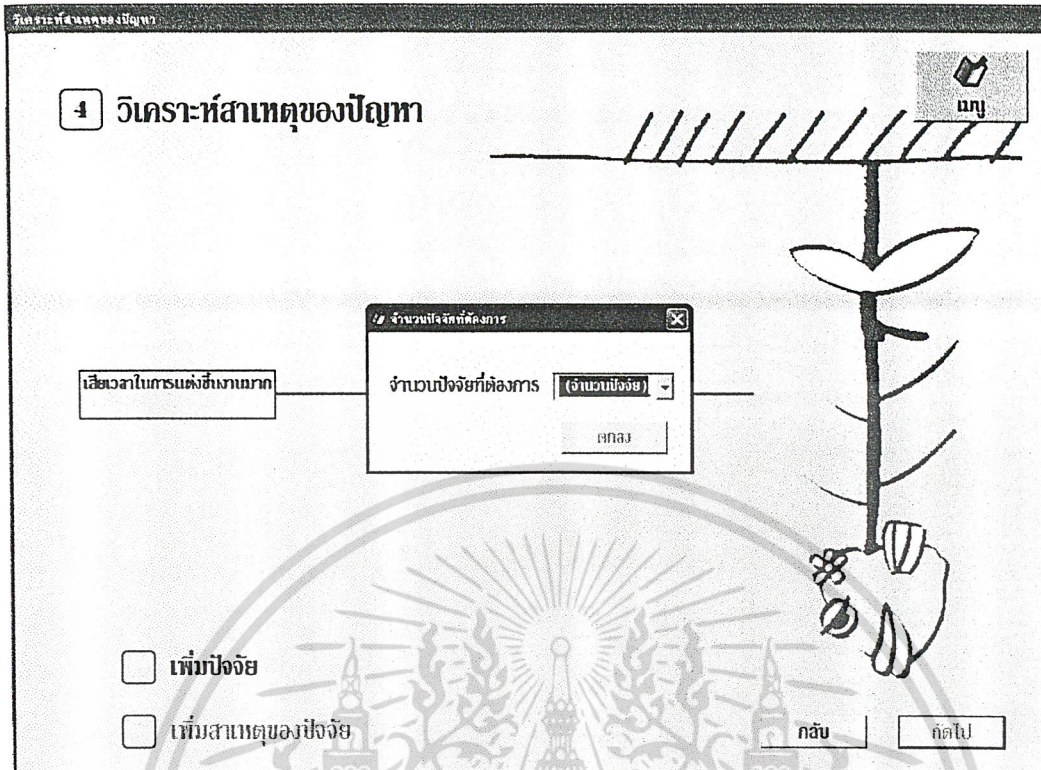 วิเคราะห์สาเหตุของปัญหา
เมนู
4 วิเคราะห์สาเหตุของปัญหา
จำนวนปัจจัยที่ต้องการ
เสียเวลาในการแต่งชิ้นงานมาก
จำนวนปัจจัยที่ต้องการ (จำนวนปัจจัย)
ตกลง
เพิ่มปัจจัย
เพิ่มสาเหตุของปัจจัย
กลับ
ถัดไป